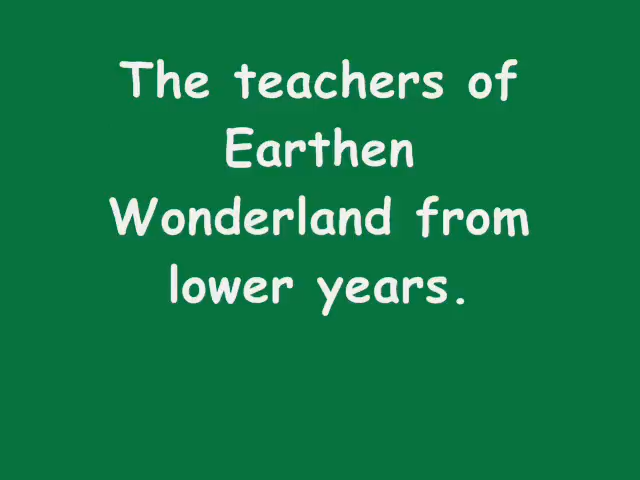 The teachers of
Earthen
Wonderland from
lower years.